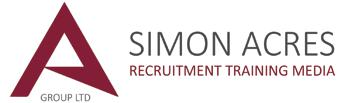 SIMON ACRES
RECRUITMENT TRAINING MEDIA
GROUP LTD